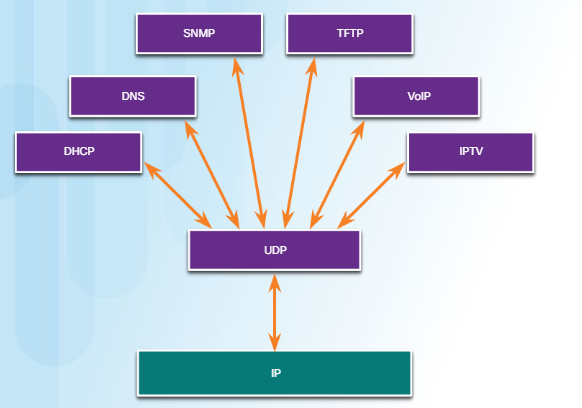 SNMP
TFTP
DNS
VoIP
DHCP
IPTV
UDP
IP